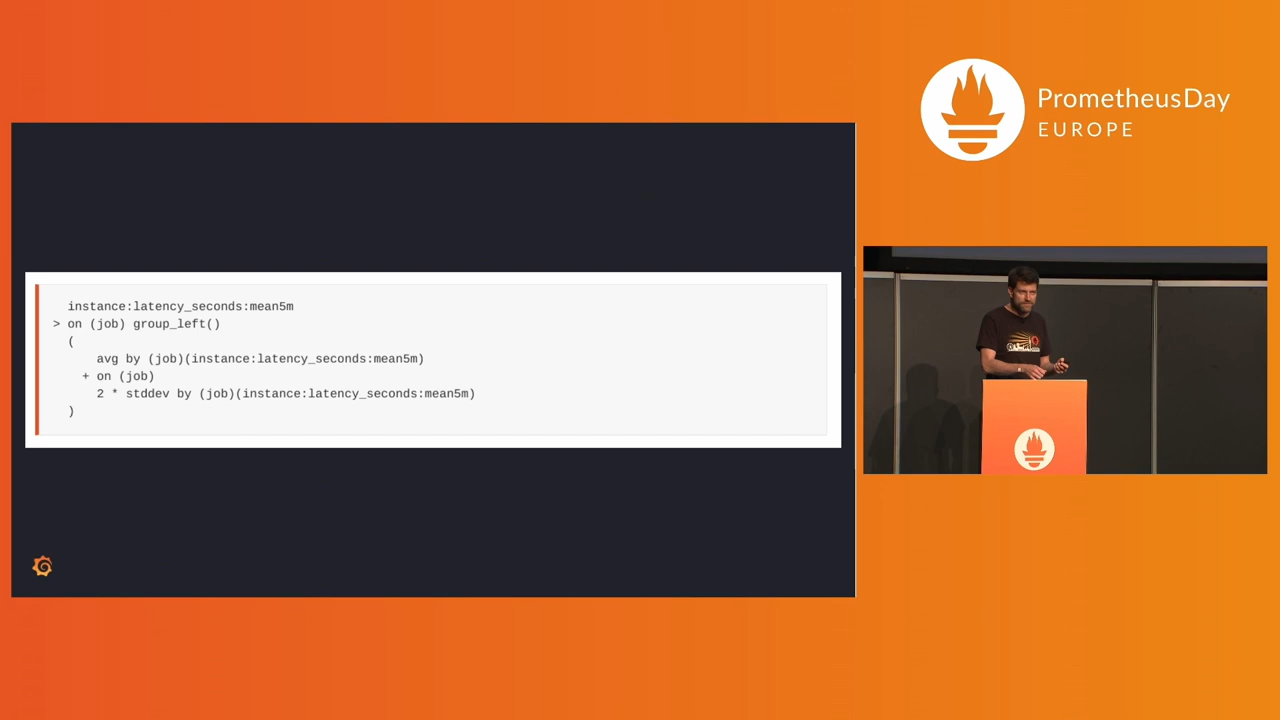 PrometheusDay
EUROPE
instance:latency_seconds:mean5m
> on (job) group_left()
(
avg by (job)(instance:latency_seconds:mean5m)
+ on (job)
2 * stddev by (job)(instance:latency_seconds:mean5m)
)